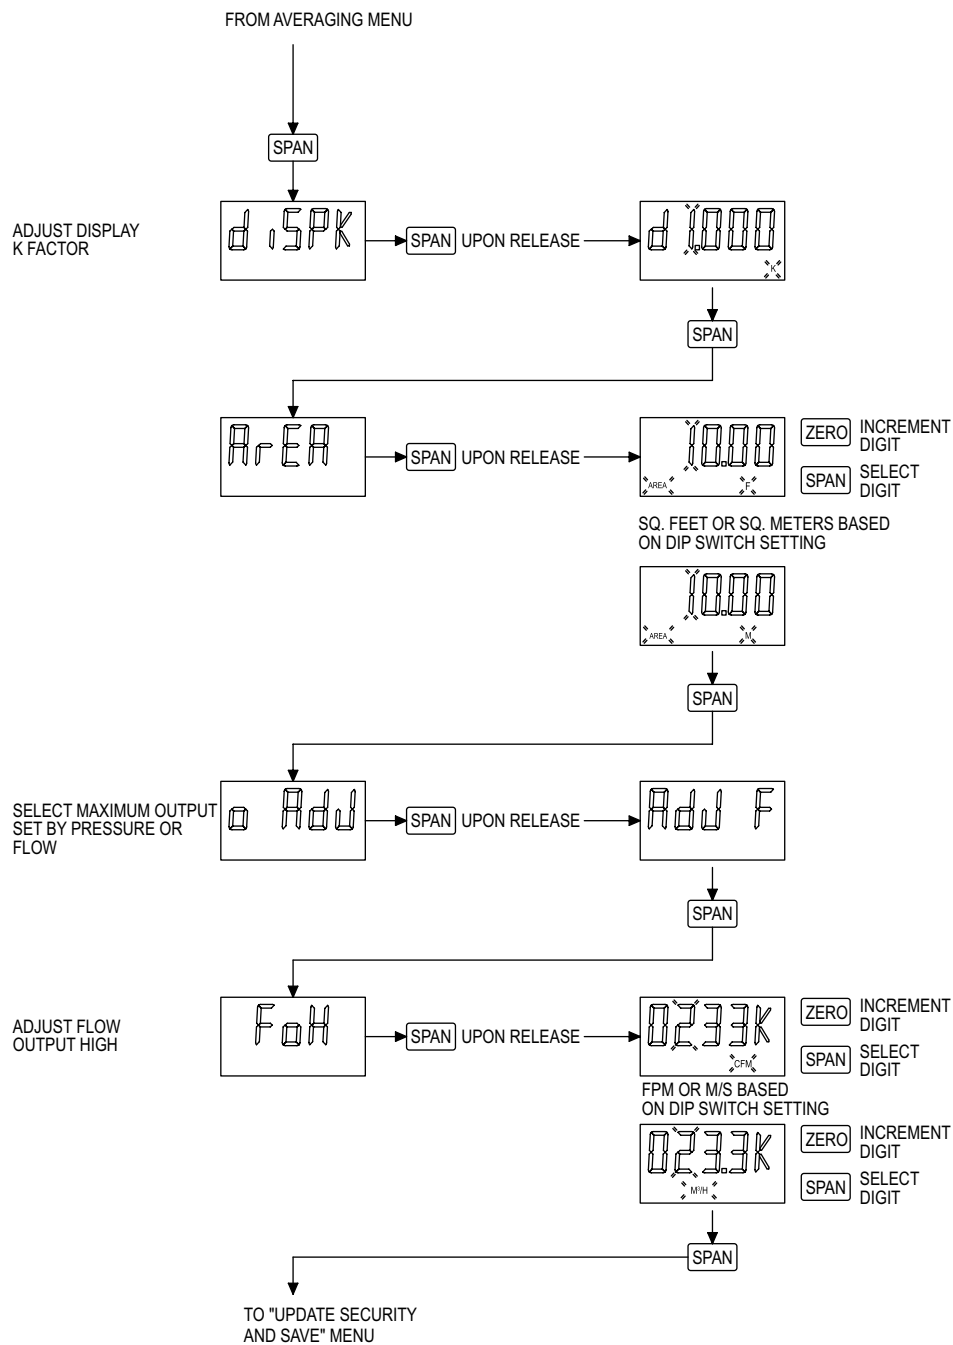 FROM AVERAGING MENU
SPAN
ADJUST DISPLAY
K FACTOR
diSPK
SPAN UPON RELEASE
d1.000
K
SPAN
ArEA
SPAN UPON RELEASE
10.00
AREA F
ZERO INCREMENT
DIGIT
SPAN SELECT
DIGIT
SQ. FEET OR SQ. METERS BASED
ON DIP SWITCH SETTING
10.00
AREA M
SPAN
SELECT MAXIMUM OUTPUT
SET BY PRESSURE OR
FLOW
o AdJ
SPAN UPON RELEASE
AdJ F
SPAN
ADJUST FLOW
OUTPUT HIGH
FoH
SPAN UPON RELEASE
0233K
CFM
ZERO INCREMENT
DIGIT
SPAN SELECT
DIGIT
FPM OR M/S BASED
ON DIP SWITCH SETTING
023.3K
M³/H
ZERO INCREMENT
DIGIT
SPAN SELECT
DIGIT
SPAN
TO "UPDATE SECURITY
AND SAVE" MENU